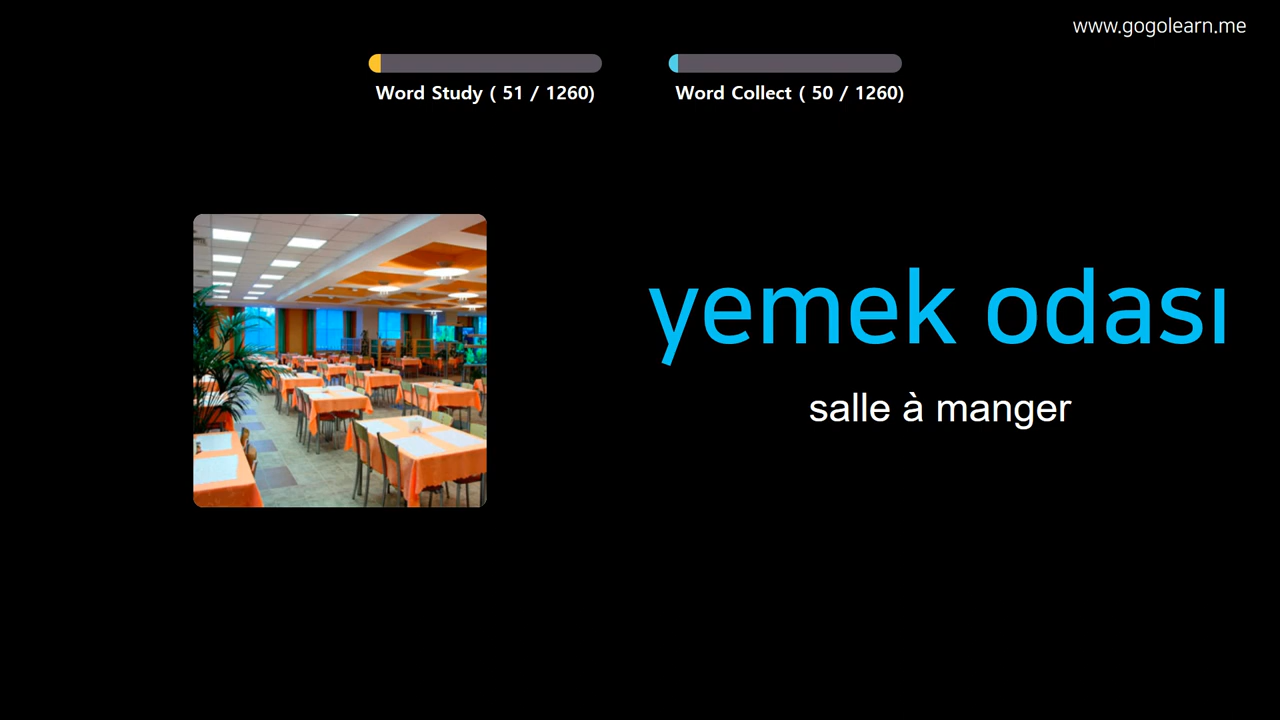 www.gogolearn.me
Word Study ( 51 / 1260)
Word Collect ( 50 / 1260)
yemek odası
salle à manger